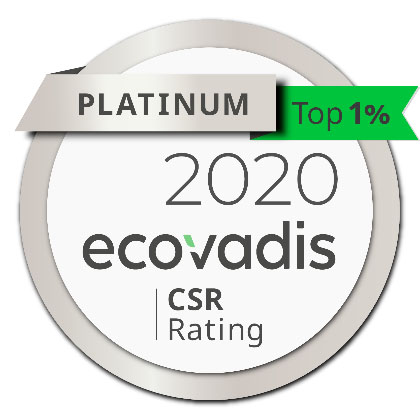 PLATINUM
Top 1%
2020
ecovadis
CSR
Rating